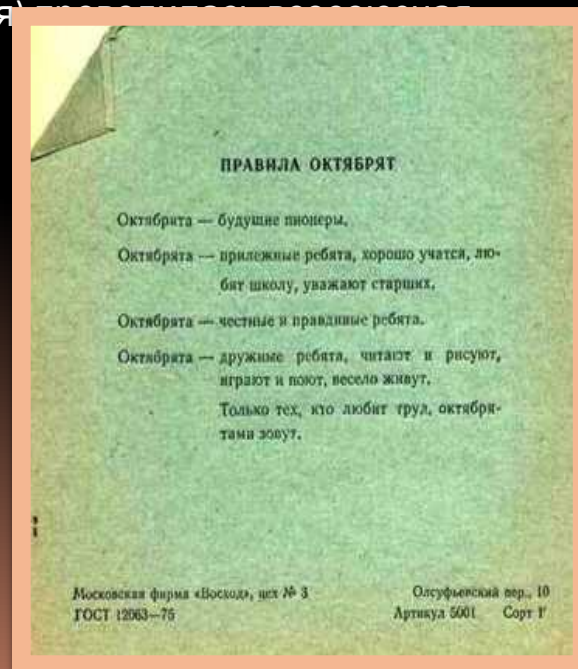 ПРАВИЛА ОКТЯБРЯТ
Октябрята — будущие пионеры.
Октябрята — прилежные ребята, хорошо учатся, лю-
бят школу, уважают старших.
Октябрята — честные и правдивые ребята.
Октябрята — дружные ребята, читают и рисуют,
играют и поют, весело живут.
Только тех, кто любит труд, октября-
тами зовут.
Московская фирма «Восход», цех № 3
Олсуфьевский пер., 10
ГОСТ 12063—75
Артикул 5001 Сорт 1